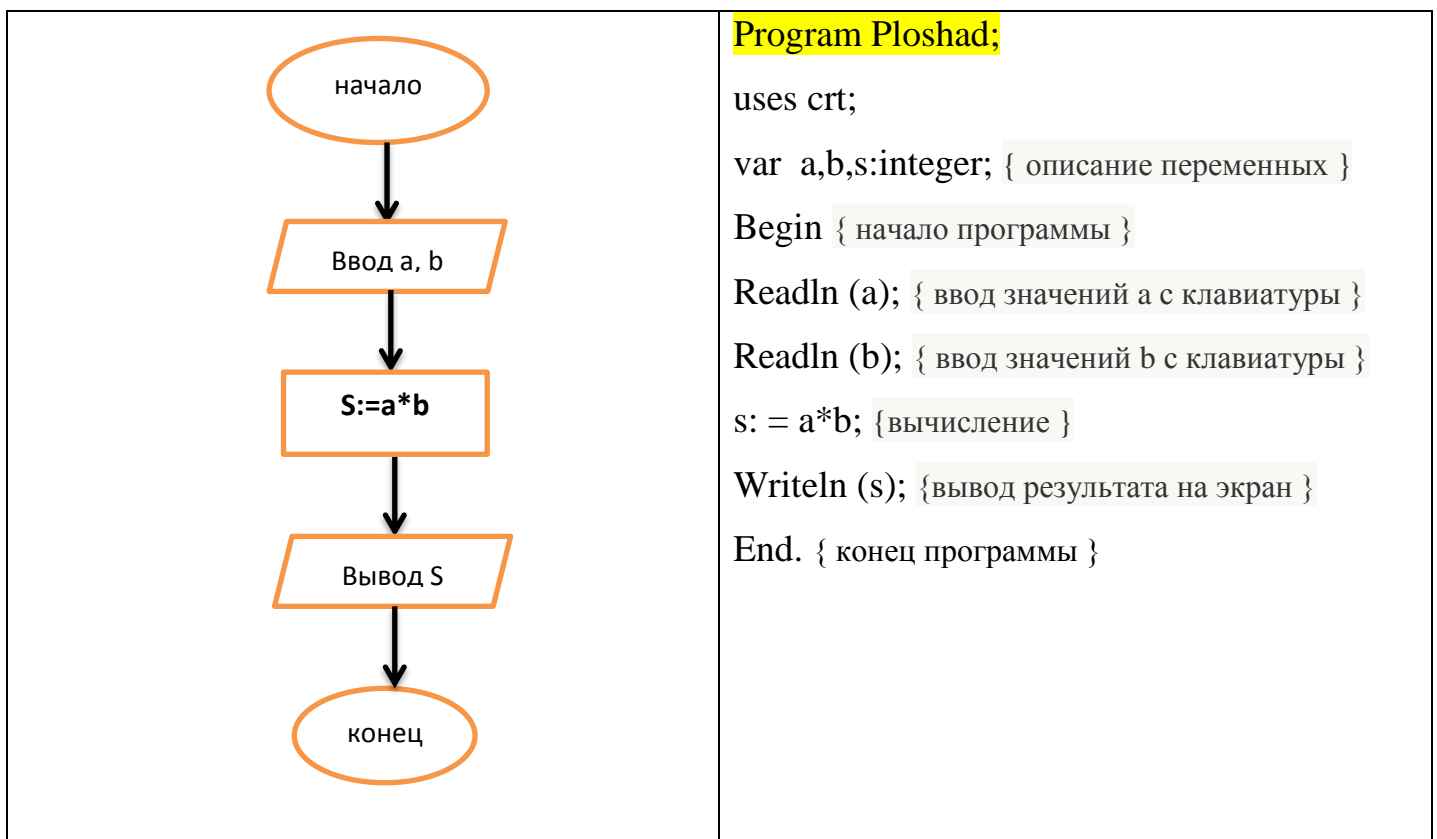 начало
Ввод a, b
S:=a*b
Вывод S
конец
Program Ploshad;
uses crt;
var a,b,s:integer; { описание переменных }
Begin { начало программы }
Readln (a); { ввод значений a с клавиатуры }
Readln (b); { ввод значений b с клавиатуры }
s: = a*b; {вычисление }
Writeln (s); {вывод результата на экран }
End. { конец программы }